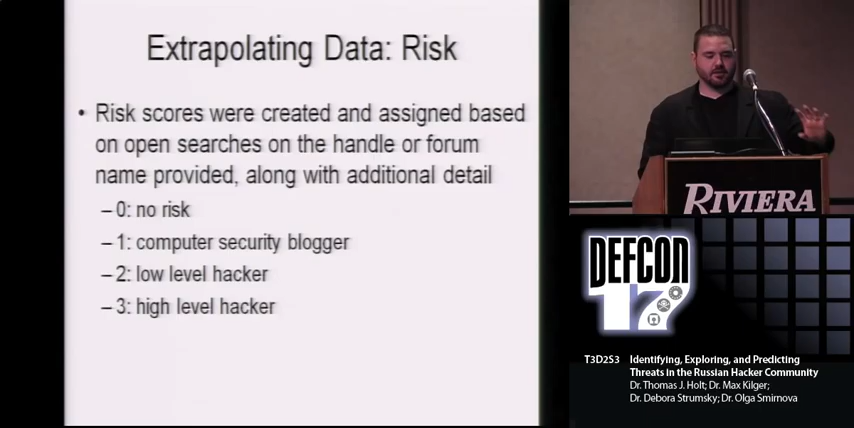 Extrapolating Data: Risk
• Risk scores were created and assigned based
on open searches on the handle or forum
name provided, along with additional detail
– 0: no risk
– 1: computer security blogger
– 2: low level hacker
– 3: high level hacker
RIVIERA
DEFCON
17
T3D2S3 Identifying, Exploring, and Predicting
Threats in the Russian Hacker Community
Dr. Thomas J. Holt; Dr. Max Kilger;
Dr. Debora Strumsky; Dr. Olga Smirnova